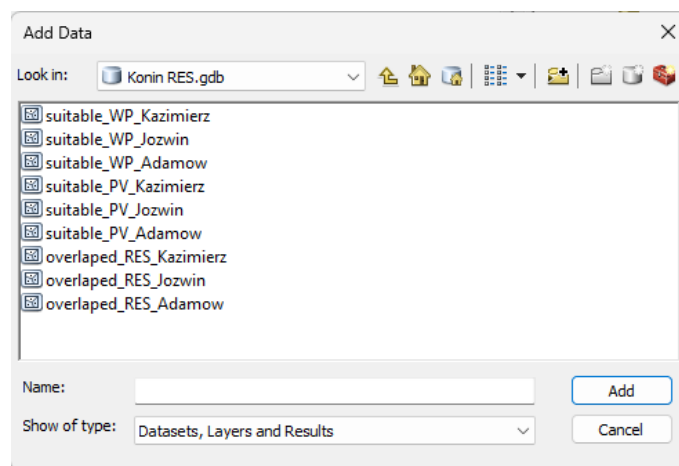 Add Data
Look in: Konin RES.gdb
suitable_WP_Kazimierz
suitable_WP_Jozwin
suitable_WP_Adamow
suitable_PV_Kazimierz
suitable_PV_Jozwin
suitable_PV_Adamow
overlaped_RES_Kazimierz
overlaped_RES_Jozwin
overlaped_RES_Adamow
Name:
Add
Show of type: Datasets, Layers and Results
Cancel